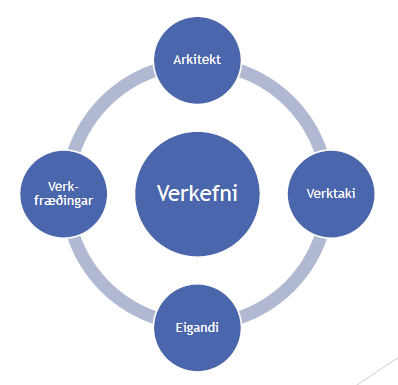 Arkitekt
Verk-
fræðingar
Verkefni
Verktaki
Eigandi